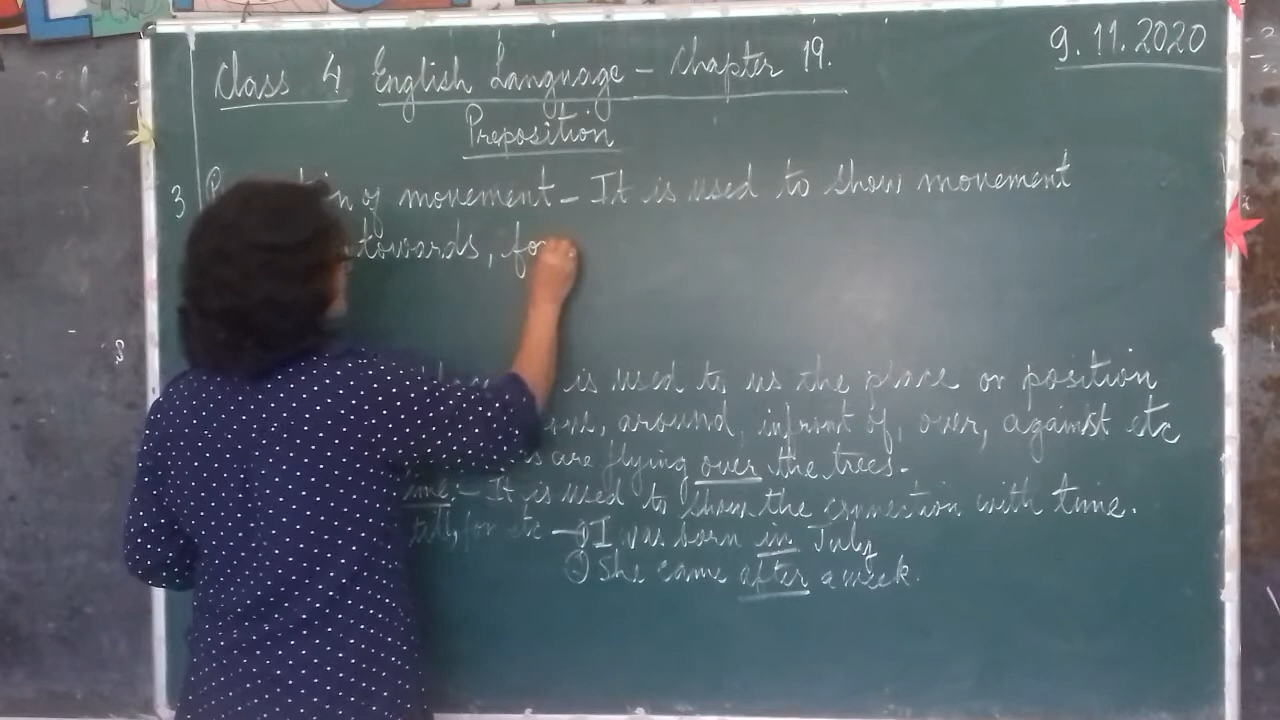 Class 4 English Language - Chapter 19.
9.11.2020
Preposition
3 of movement - It is used to show movement
towards, fo
is used to us the place or position
around, infront of, over, against etc
are flying over the trees.
It is used to show the connection with time.
for etc - ① I was born in July
② She came after a week.